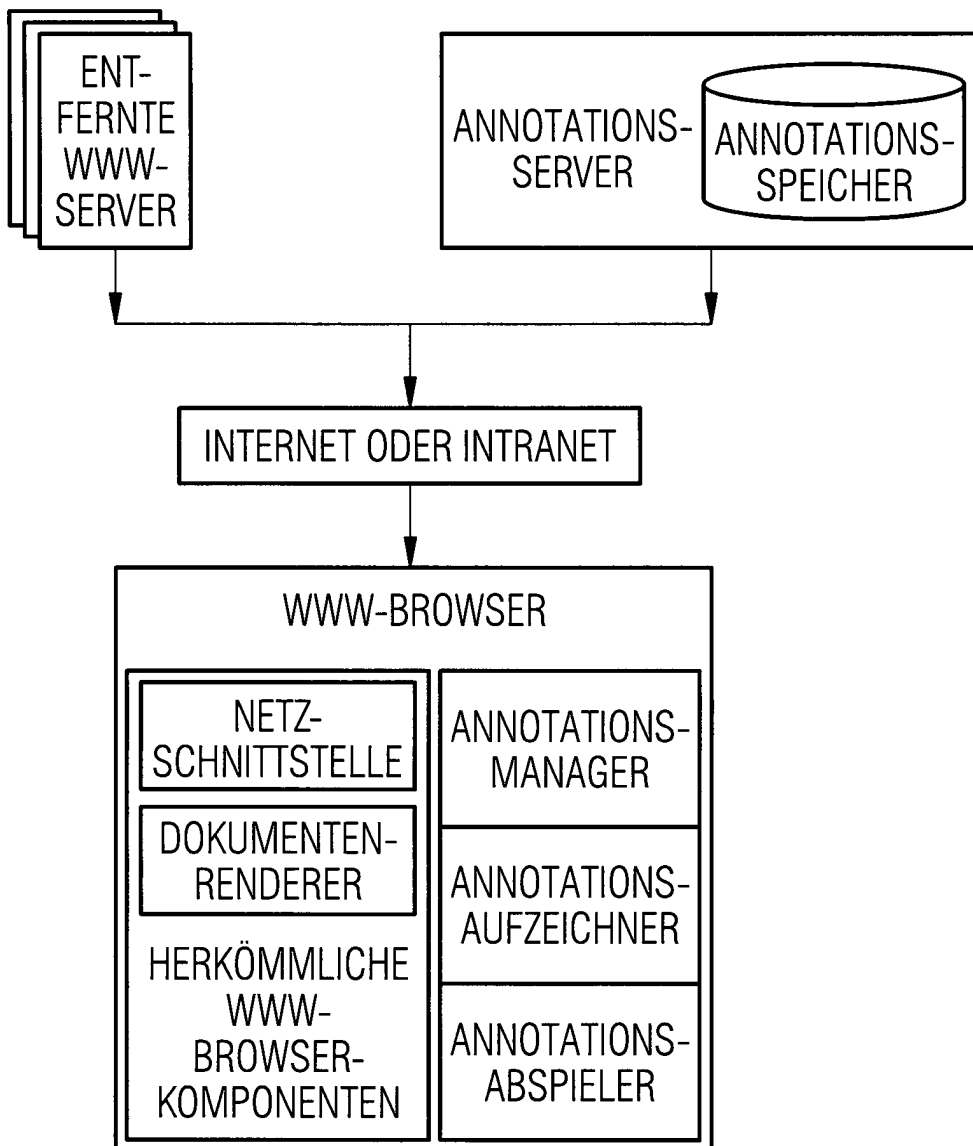 ENT-
FERNTE
WWW-
SERVER
ANNOTATIONS-
SERVER
ANNOTATIONS-
SPEICHER
INTERNET ODER INTRANET
WWW-BROWSER
NETZ-
SCHNITTSTELLE
DOKUMENTEN-
RENDERER
HERKÖMMLICHE
WWW-
BROWSER-
KOMPONENTEN
ANNOTATIONS-
MANAGER
ANNOTATIONS-
AUFZEICHNER
ANNOTATIONS-
ABSPIELER